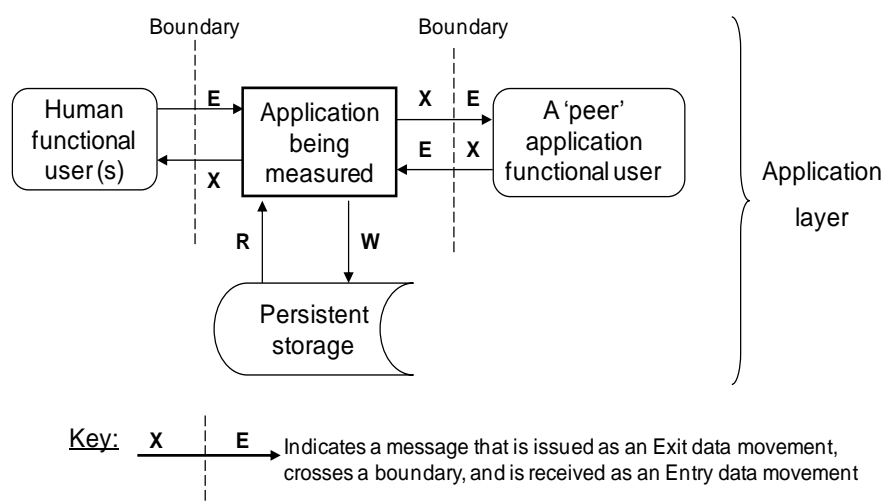 Boundary
Boundary
Human
functional
user(s)
E
X
Application
being
measured
X
E
E
X
A 'peer'
application
functional user
Application
layer
R
W
Persistent
storage
Key:
X
E
Indicates a message that is issued as an Exit data movement,
crosses a boundary, and is received as an Entry data movement